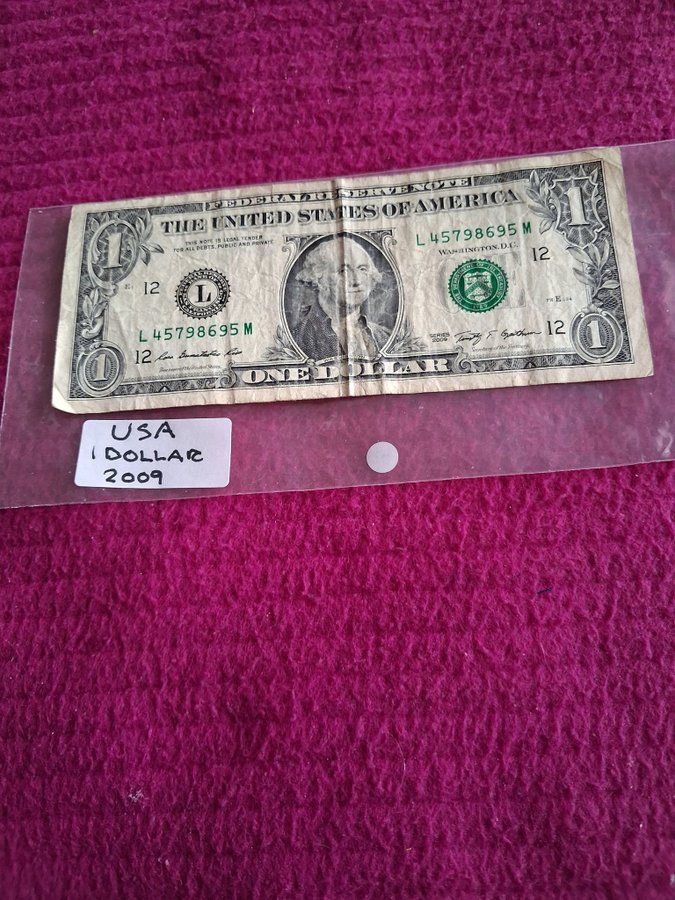 FEDERAL RESERVE NOTE
THE UNITED STATES OF AMERICA
THIS NOTE IS LEGAL TENDER
FOR ALL DEBTS, PUBLIC AND PRIVATE
L 45798695 M
WASHINGTON, D.C.
1
1
12
12
L
L 45798695 M
12
SERIES
2009
12
1
ONE DOLLAR
1
USA
1 DOLLAR
2009